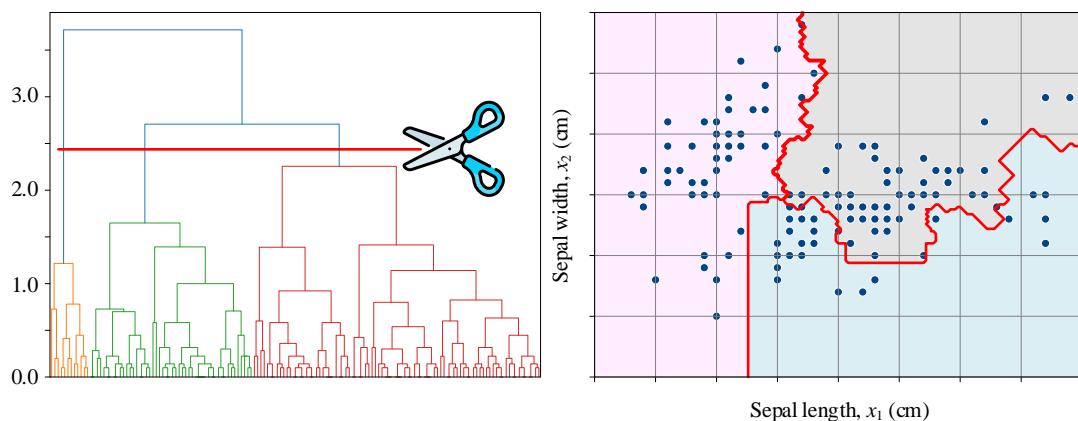 3.0
2.0
1.0
0.0
Sepal width, x₂ (cm)
Sepal length, x₁ (cm)